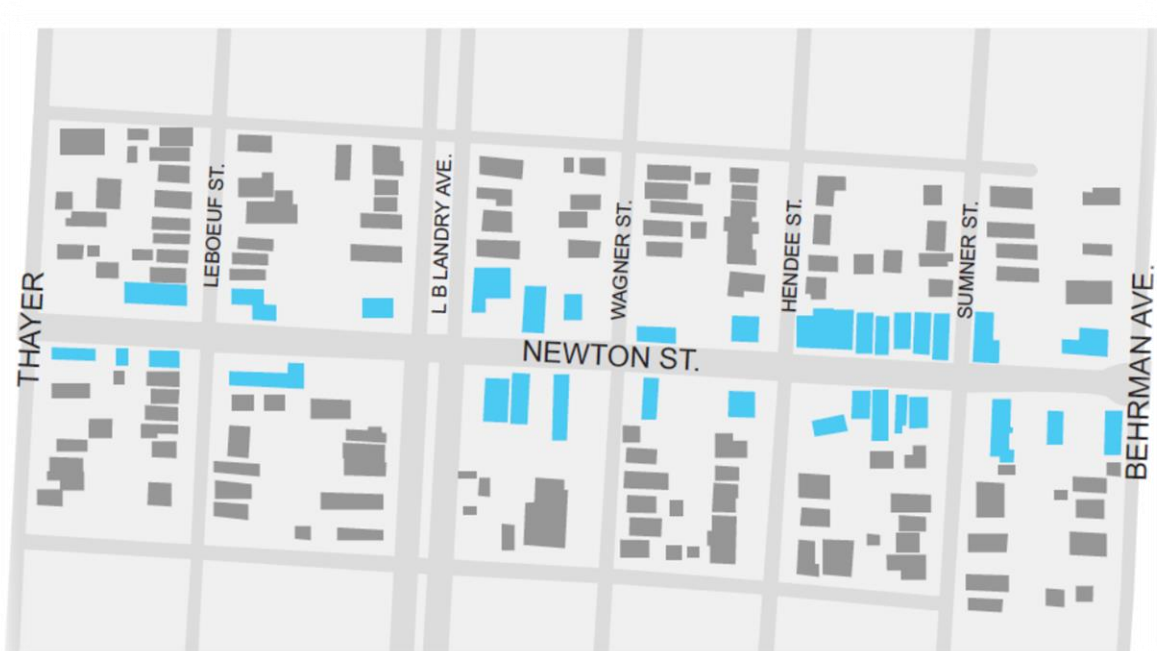 THAYER
LEBOEUF ST.
L B LANDRY AVE.
WAGNER ST.
HENDEE ST.
SUMNER ST.
BEHRMAN AVE.
NEWTON ST.